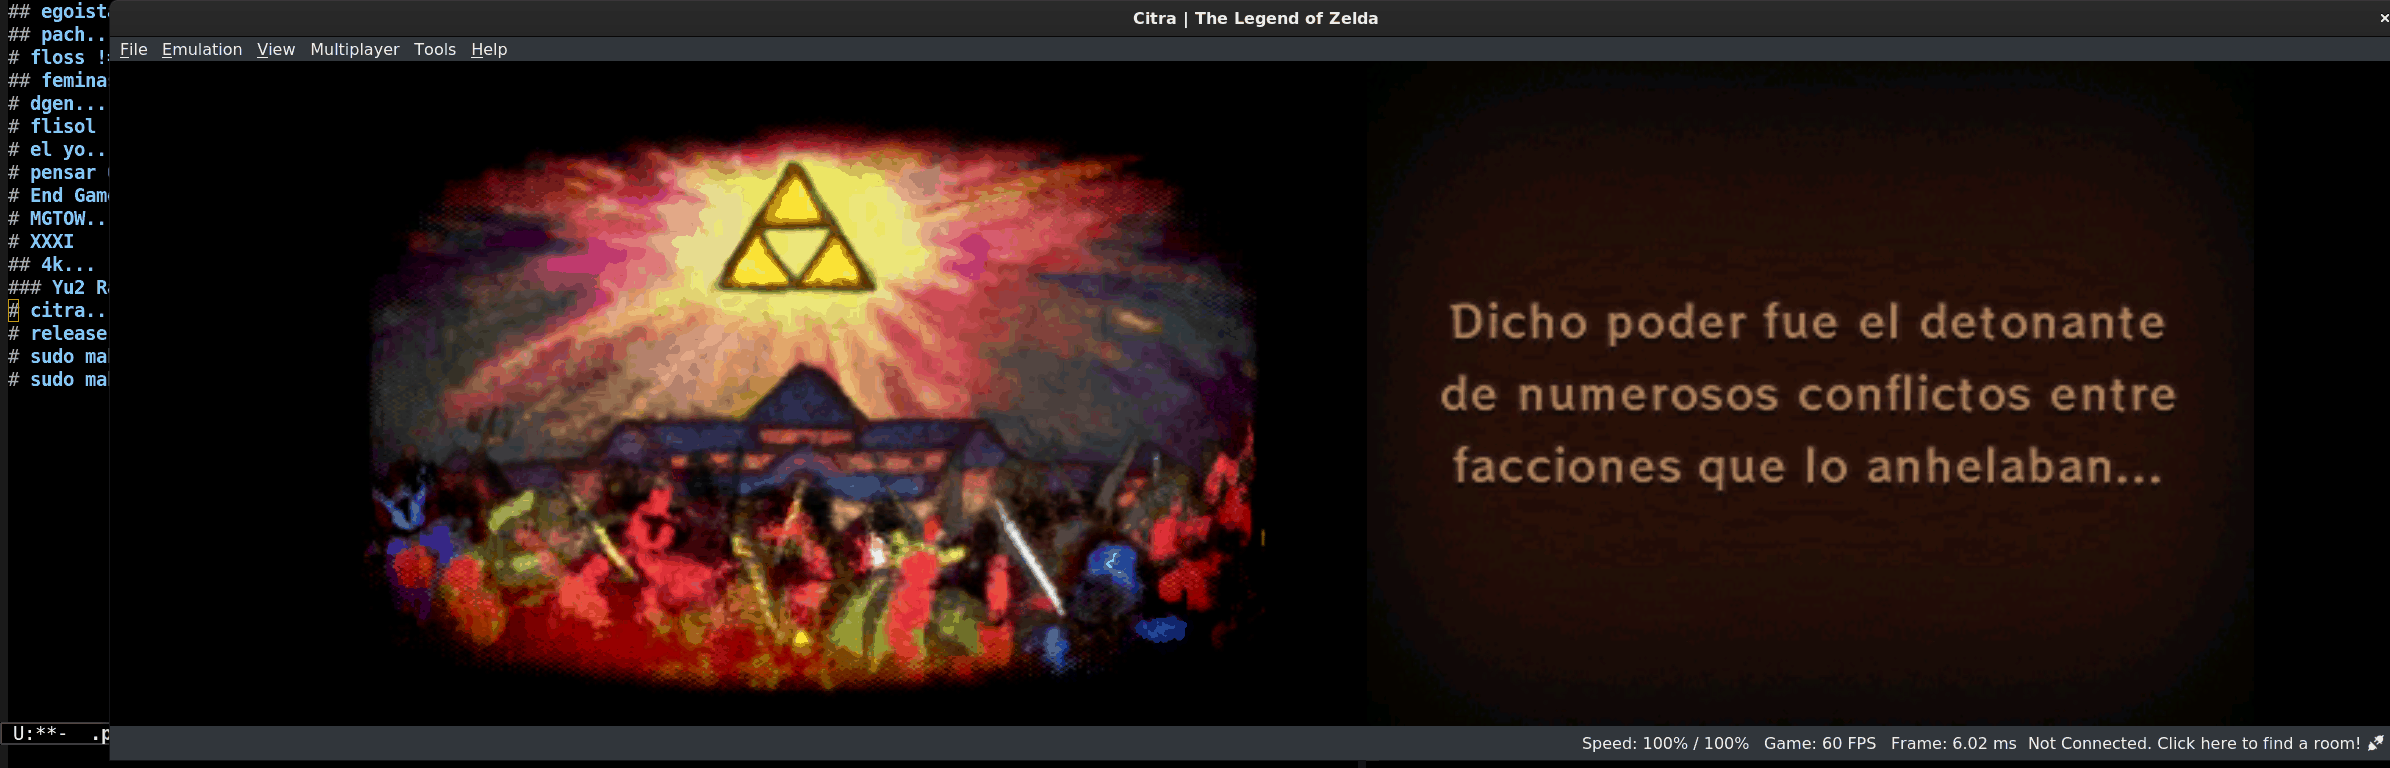 ## egoist
## pach...
# floss !
## femina
# dgen...
# flisol
# el yo..
# pensar
# End Gam
# MGTOW..
# XXXI
## 4k...
### Yu2 R
# citra..
# release
# sudo ma
# sudo ma
U:**-  .p
Citra | The Legend of Zelda
File Emulation View Multiplayer Tools Help
Dicho poder fue el detonante
de numerosos conflictos entre
facciones que lo anhelaban...
Speed: 100% / 100% Game: 60 FPS Frame: 6.02 ms Not Connected. Click here to find a room!